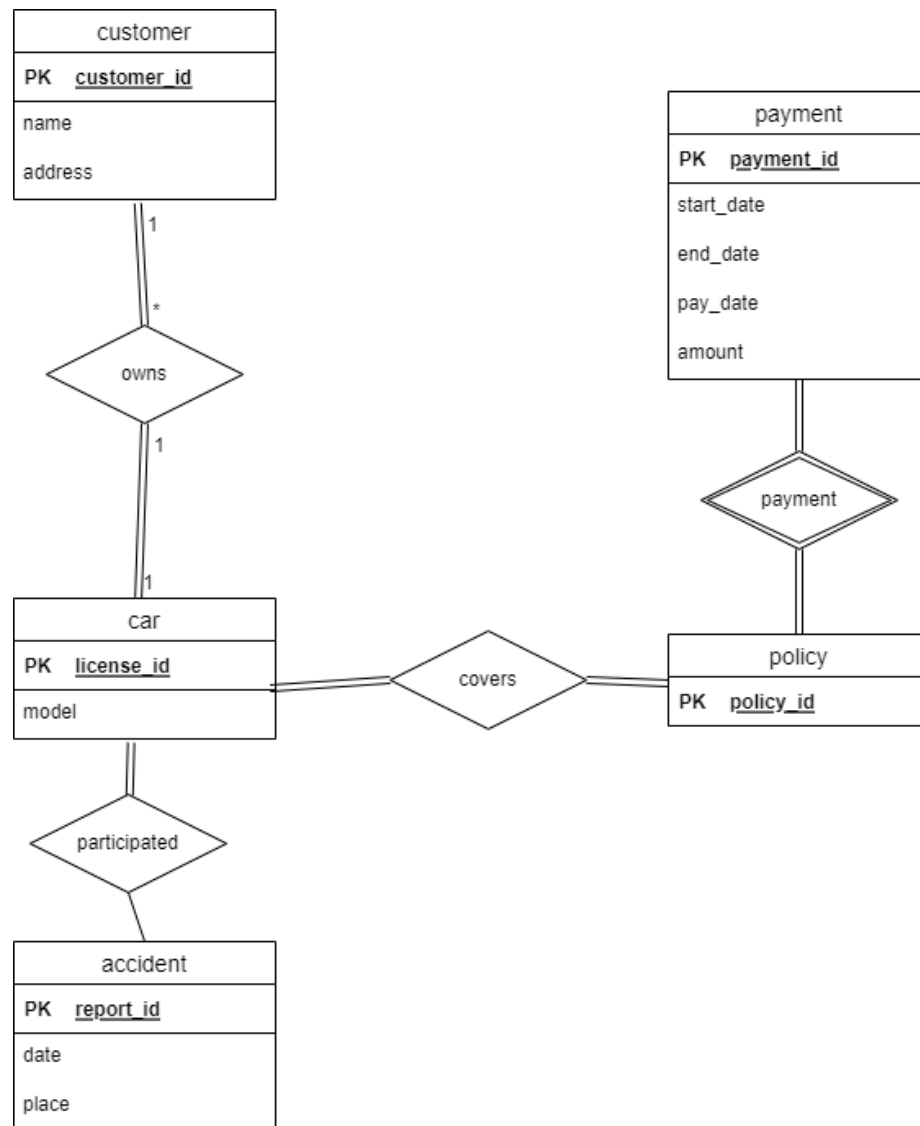 customer
PK customer_id
name
address
1
*
owns
1
1
car
PK license_id
model
participated
accident
PK report_id
date
place
covers
payment
PK payment_id
start_date
end_date
pay_date
amount
payment
policy
PK policy_id